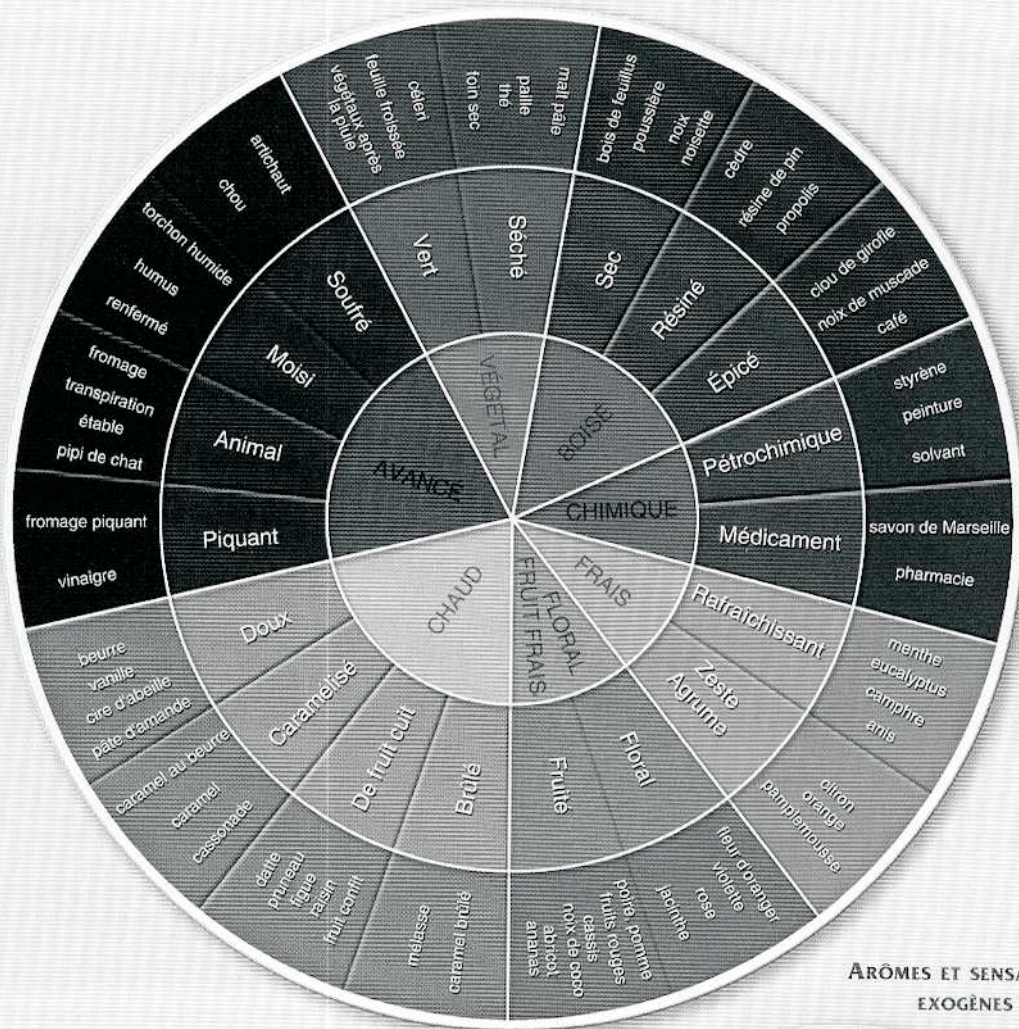 VÉGÉTAL
Vert
céleri
feuille froissée
végétaux après
la pluie
Séché
malt pâle
paille
thé
foin sec
BOISÉ
Sec
bois de feuillus
poussière
noix
noisette
Résine
cèdre
résine de pin
propolis
Épicé
clou de girofle
noix de muscade
café
CHIMIQUE
Pétrochimique
styrène
peinture
solvant
Médicament
savon de Marseille
pharmacie
FRAIS
Rafraîchissant
menthe
eucalyptus
camphre
anis
Zeste
Agrume
citron
orange
pamplemousse
FLORAL
FRUIT FRAIS
Floral
fleur d'oranger
violette
rose
jacinthe
Fruité
poire, pomme
fruits rouges
cassis
noix de coco
abricot
ananas
CHAUD
Brûlé
caramel brûlé
mélasse
De fruit cuit
datte
pruneau
figue
raisin
fruit confit
Caramélisé
caramel au beurre
caramel
cassonade
Doux
beurre
vanille
cire d'abeille
pâte d'amande
AVANCÉ
Piquant
fromage piquant
vinaigre
Animal
fromage
transpiration
étable
pipi de chat
Moisi
torchon humide
humus
renfermé
Souffré
artichaut
chou
ARÔMES ET
EXOGÈNES